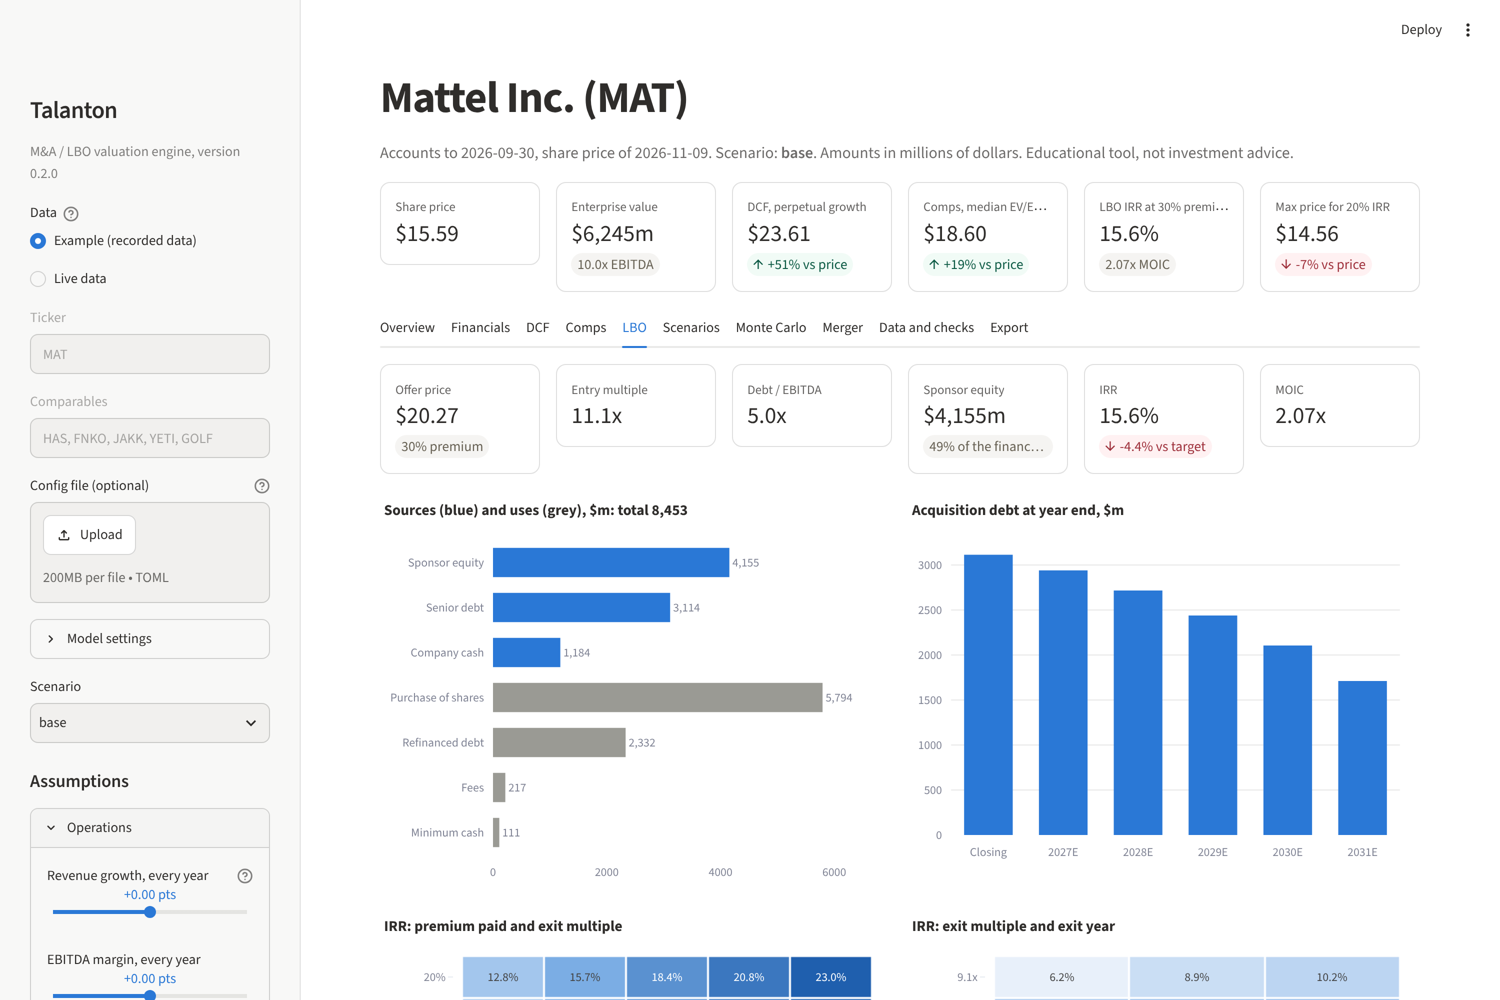 Deploy
Talanton
M&A / LBO valuation engine, version
0.2.0
Data
Example (recorded data)
Live data
Ticker
MAT
Comparables
HAS, FNKO, JAKK, YETI, GOLF
Config file (optional)
Upload
200MB per file • TOML
Model settings
Scenario
base
Assumptions
Operations
Revenue growth, every year
+0.00 pts
EBITDA margin, every year
+0.00 pts
Mattel Inc. (MAT)
Accounts to 2026-09-30, share price of 2026-11-09. Scenario: base. Amounts in millions of dollars. Educational tool, not investment advice.
Share price
$15.59
Enterprise value
$6,245m
10.0x EBITDA
DCF, perpetual growth
$23.61
↑ +51% vs price
Comps, median EV/E...
$18.60
↑ +19% vs price
LBO IRR at 30% premi...
15.6%
2.07x MOIC
Max price for 20% IRR
$14.56
↓ -7% vs price
Overview Financials DCF Comps LBO Scenarios Monte Carlo Merger Data and checks Export
Offer price
$20.27
30% premium
Entry multiple
11.1x
Debt / EBITDA
5.0x
Sponsor equity
$4,155m
49% of the financ...
IRR
15.6%
↓ -4.4% vs target
MOIC
2.07x
Sources (blue) and uses (grey), $m: total 8,453
Sponsor equity 4,155
Senior debt 3,114
Company cash 1,184
Purchase of shares 5,794
Refinanced debt 2,332
Fees 217
Minimum cash 111
0 2000 4000 6000
Acquisition debt at year end, $m
3000
2500
2000
1500
1000
500
0
Closing 2027E 2028E 2029E 2030E 2031E
IRR: premium paid and exit multiple
20% 12.8% 15.7% 18.4% 20.8% 23.0%
IRR: exit multiple and exit year
9.1x 6.2% 8.9% 10.2%